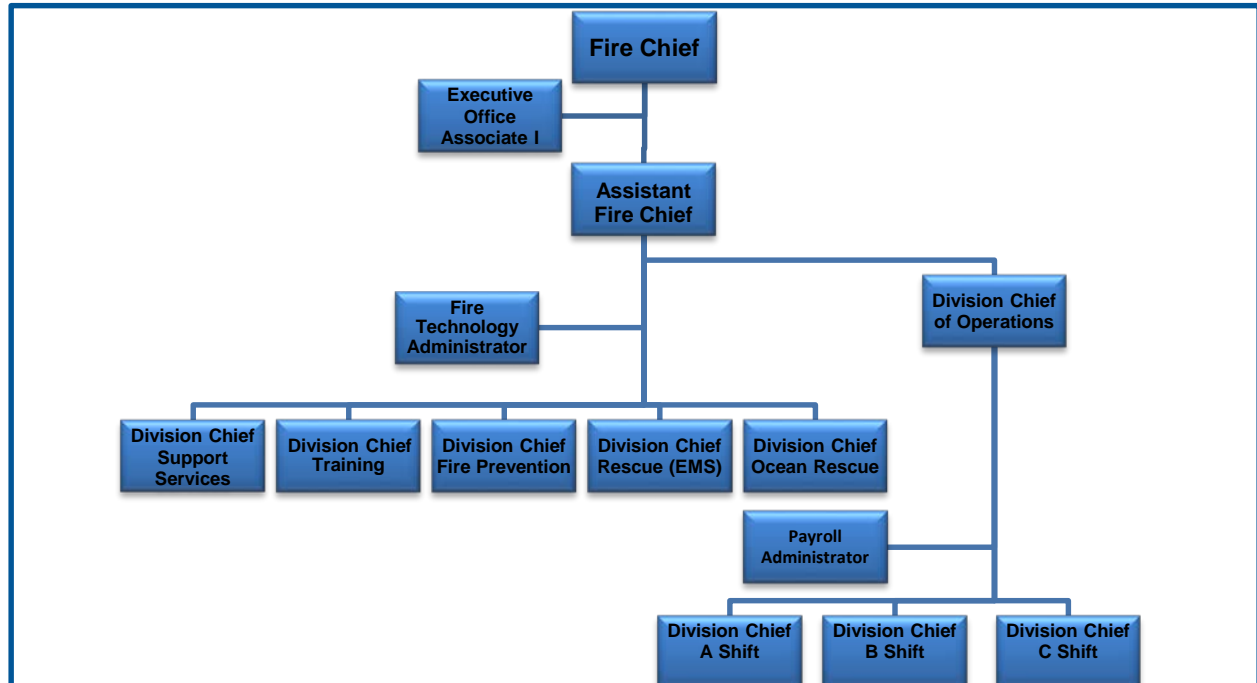 Fire Chief
Executive
Office
Associate I
Assistant
Fire Chief
Division Chief
of Operations
Fire
Technology
Administrator
Division Chief
Support
Services
Division Chief
Training
Division Chief
Fire Prevention
Division Chief
Rescue (EMS)
Division Chief
Ocean Rescue
Payroll
Administrator
Division Chief
A Shift
Division Chief
B Shift
Division Chief
C Shift